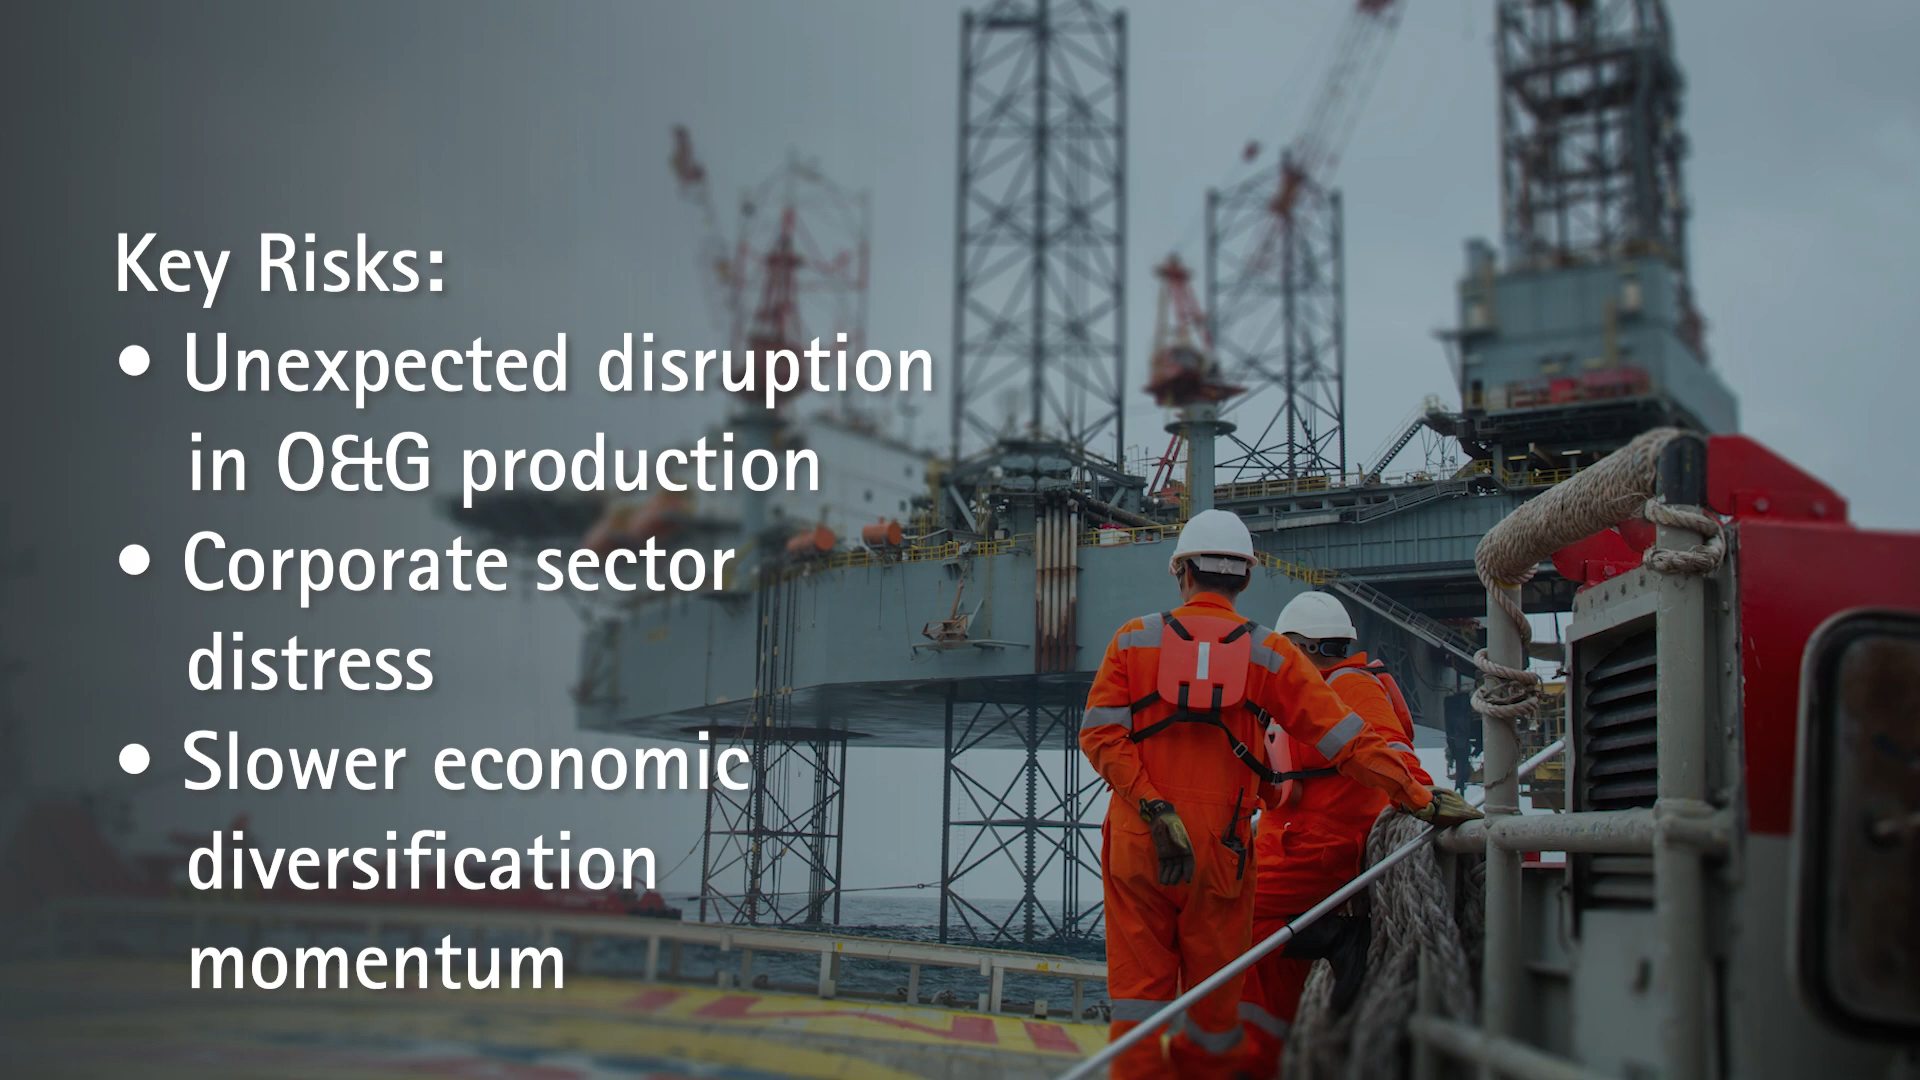 Key Risks:
• Unexpected disruption
in O&G production
• Corporate sector
distress
• Slower economic
diversification
momentum